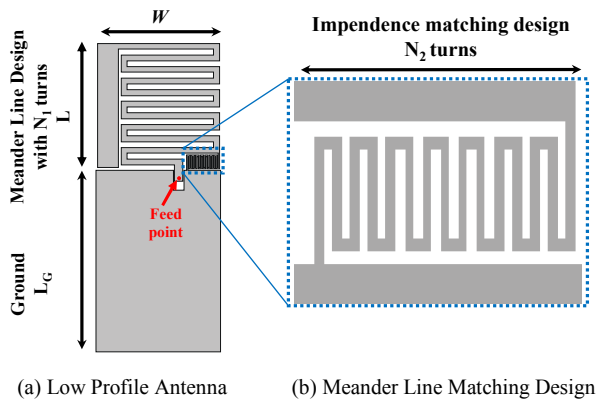 W
Meander Line Design
with N1 turns
L
Ground
LG
Feed
point
Impendence matching design
N2 turns
(a) Low Profile Antenna
(b) Meander Line Matching Design